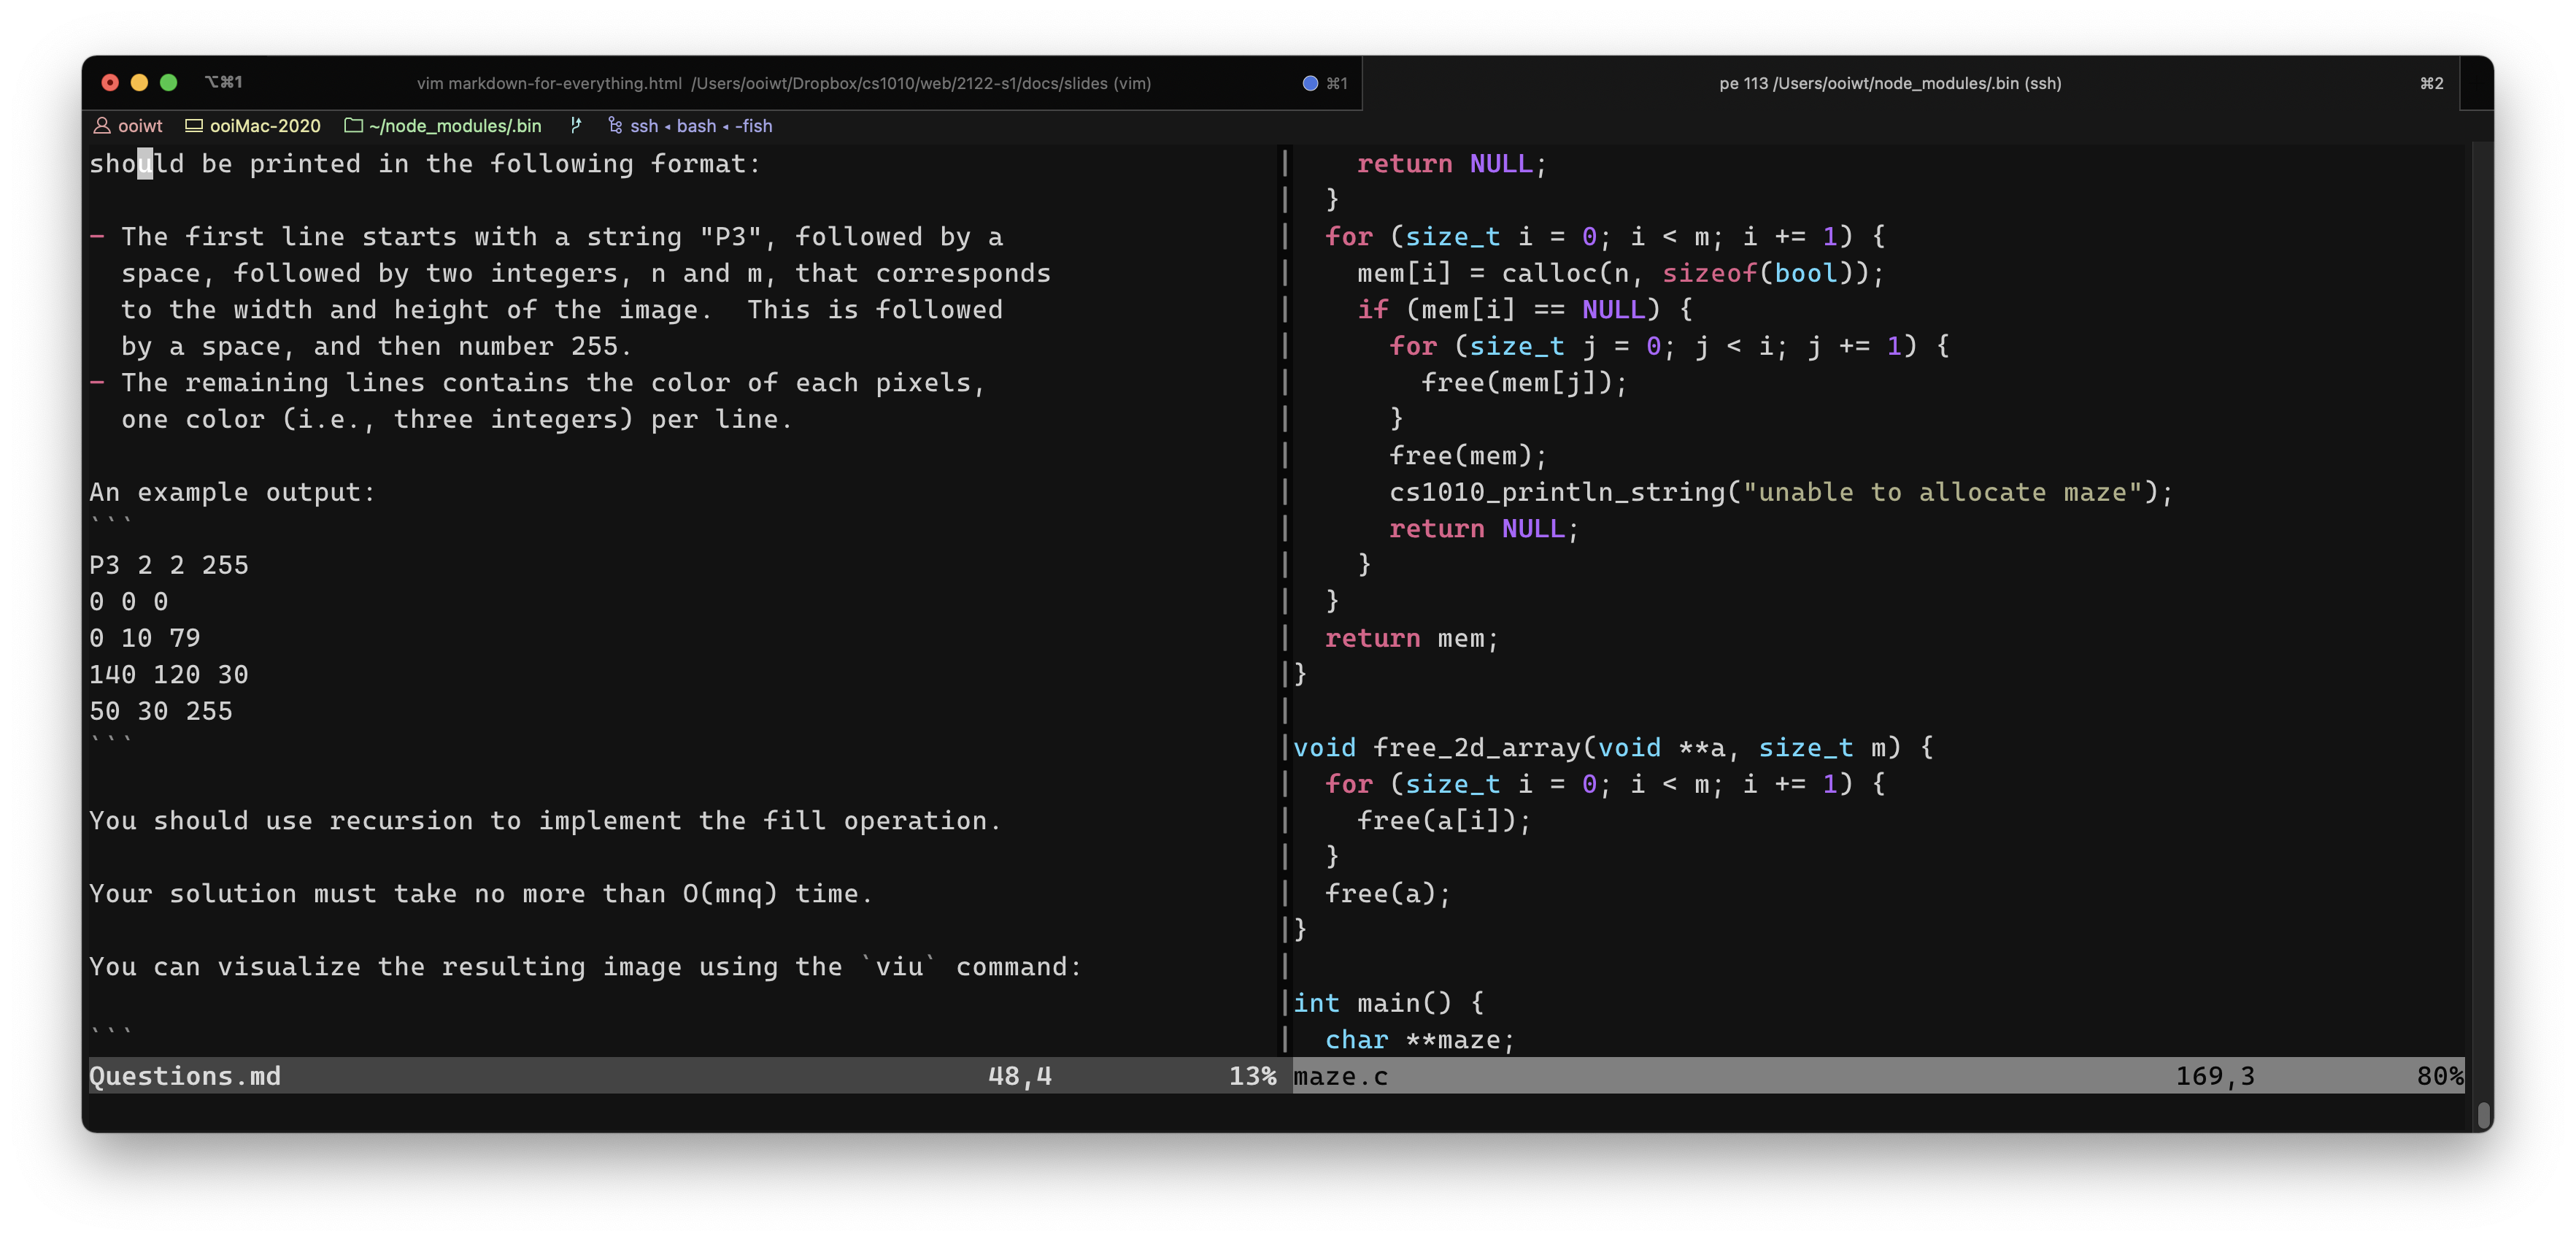 ⌥⌘1
vim markdown-for-everything.html /Users/ooiwt/Dropbox/cs1010/web/2122-s1/docs/slides (vim)
⌘1
pe 113 /Users/ooiwt/node_modules/.bin (ssh)
⌘2
ooiwt ooiMac-2020 ~/node_modules/.bin ssh ◂ bash ◂ -fish
should be printed in the following format:

- The first line starts with a string "P3", followed by a
  space, followed by two integers, n and m, that corresponds
  to the width and height of the image.  This is followed
  by a space, and then number 255.
- The remaining lines contains the color of each pixels,
  one color (i.e., three integers) per line.

An example output:
```
P3 2 2 255
0 0 0
0 10 79
140 120 30
50 30 255
```

You should use recursion to implement the fill operation.

Your solution must take no more than O(mnq) time.

You can visualize the resulting image using the `viu` command:

```
Questions.md 48,4 13%
    return NULL;
  }
  for (size_t i = 0; i < m; i += 1) {
    mem[i] = calloc(n, sizeof(bool));
    if (mem[i] == NULL) {
      for (size_t j = 0; j < i; j += 1) {
        free(mem[j]);
      }
      free(mem);
      cs1010_println_string("unable to allocate maze");
      return NULL;
    }
  }
  return mem;
}

void free_2d_array(void **a, size_t m) {
  for (size_t i = 0; i < m; i += 1) {
    free(a[i]);
  }
  free(a);
}

int main() {
  char **maze;
maze.c 169,3 80%